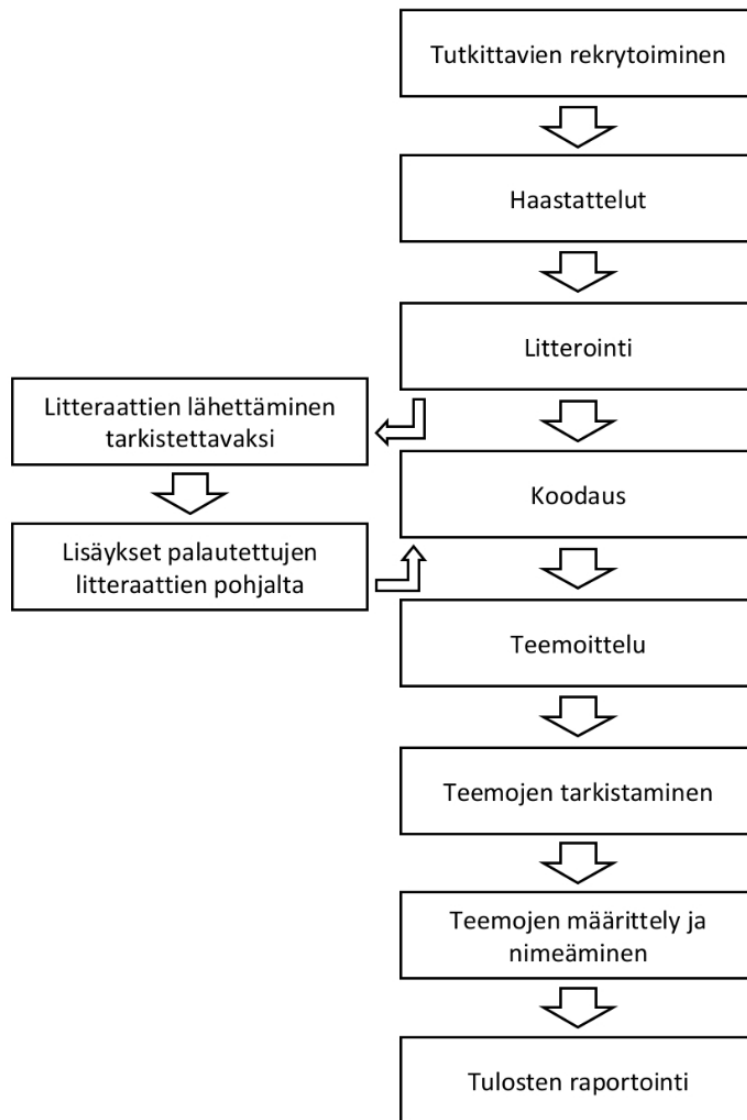 Tutkittavien rekrytoiminen
Haastattelut
Litterointi
Litteraattien lähettäminen
tarkistettavaksi
Lisäykset palautettujen
litteraattien pohjalta
Koodaus
Teemoittelu
Teemojen tarkistaminen
Teemojen määrittely ja
nimeäminen
Tulosten raportointi